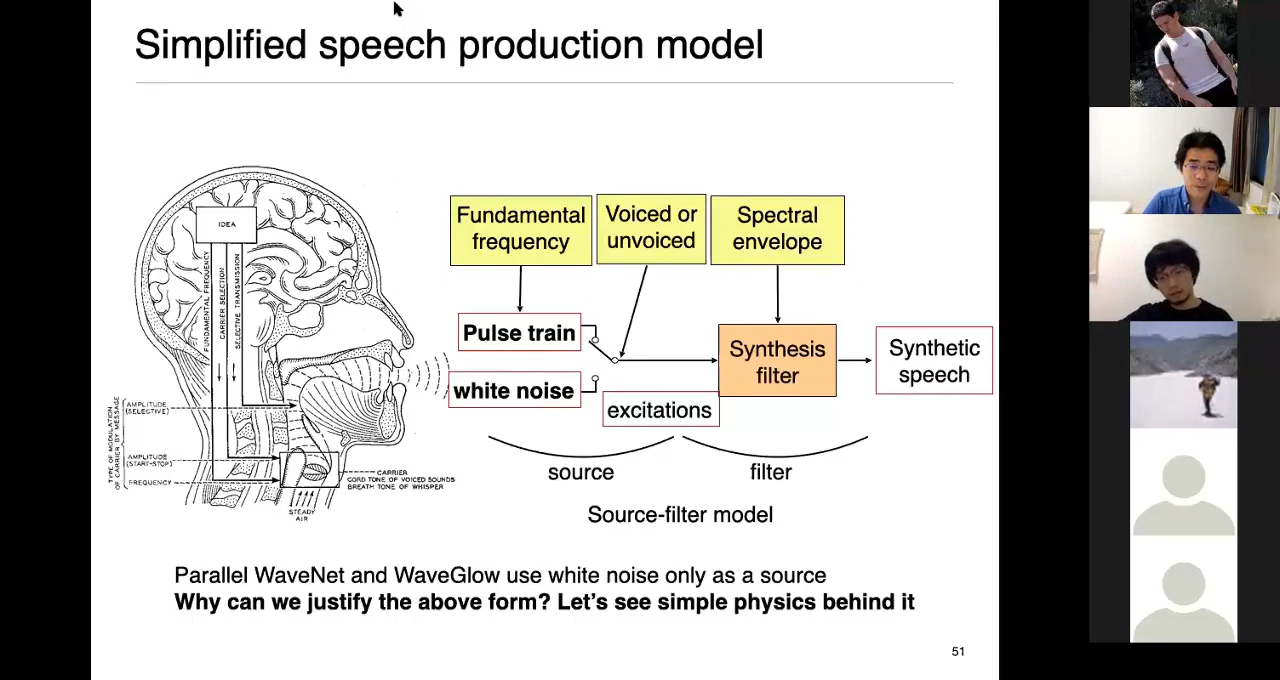 Simplified speech production model
IDEA
FUNDAMENTAL FREQUENCY
CARRIER SELECTION
SELECTIVE TRANSMISSION
TYPE OF MODULATION
OF CARRIER BY MESSAGE
AMPLITUDE
(SELECTIVE)
AMPLITUDE
(START-STOP)
FREQUENCY
CARRIER
CORD TONE OF VOICED SOUNDS
BREATH TONE OF WHISPER
STEADY
AIR
Fundamental
frequency
Voiced or
unvoiced
Spectral
envelope
Pulse train
white noise
excitations
Synthesis
filter
Synthetic
speech
source
filter
Source-filter model
Parallel WaveNet and WaveGlow use white noise only as a source
Why can we justify the above form? Let's see simple physics behind it
51